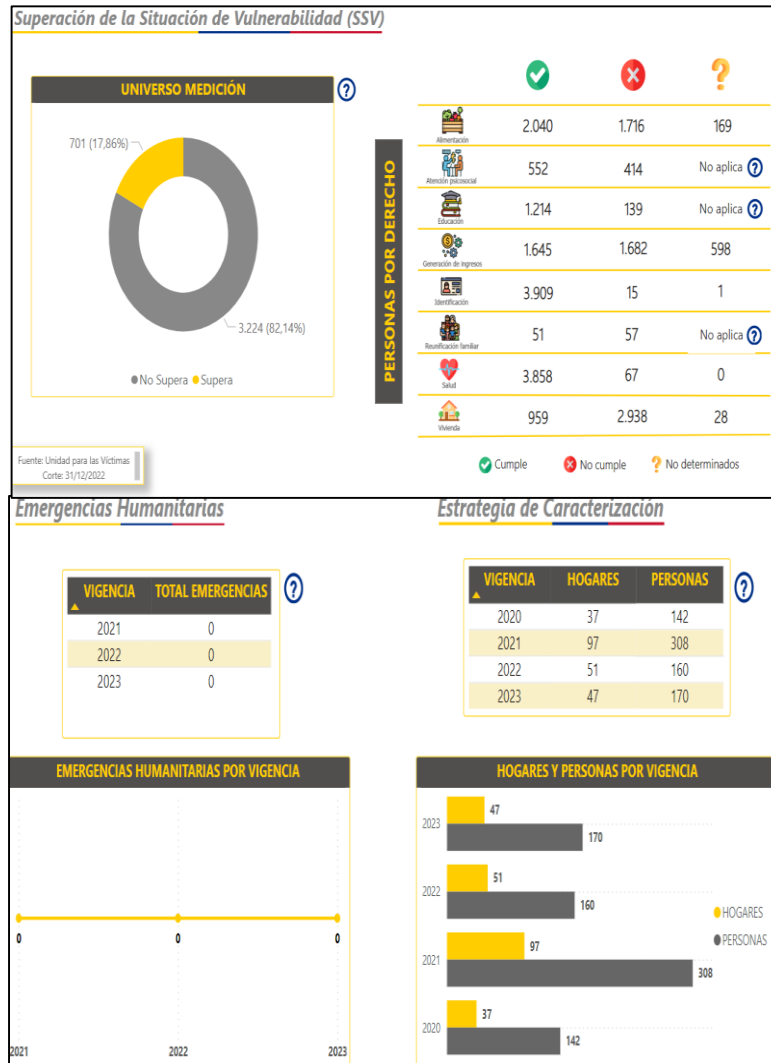 Superación de la Situación de Vulnerabilidad (SSV)
UNIVERSO MEDICIÓN
?
701 (17,86%)
3.224 (82,14%)
No Supera Supera
Fuente: Unidad para las Víctimas
Corte: 31/12/2022
PERSONAS POR DERECHO
?
Alimentación 2.040 1.716 169
Atención psicosocial 552 414 No aplica ?
Educación 1.214 139 No aplica ?
Generación de ingresos 1.645 1.682 598
Identificación 3.909 15 1
Reunificación familiar 51 57 No aplica ?
Salud 3.858 67 0
Vivienda 959 2.938 28
Cumple No cumple ? No determinados
Emergencias Humanitarias
VIGENCIA TOTAL EMERGENCIAS ?
2021 0
2022 0
2023 0
EMERGENCIAS HUMANITARIAS POR VIGENCIA
0 0 0
2021 2022 2023
Estrategia de Caracterización
VIGENCIA HOGARES PERSONAS ?
2020 37 142
2021 97 308
2022 51 160
2023 47 170
HOGARES Y PERSONAS POR VIGENCIA
2023 47
170
2022 51
160
2021 97
308
2020 37
142
HOGARES
PERSONAS